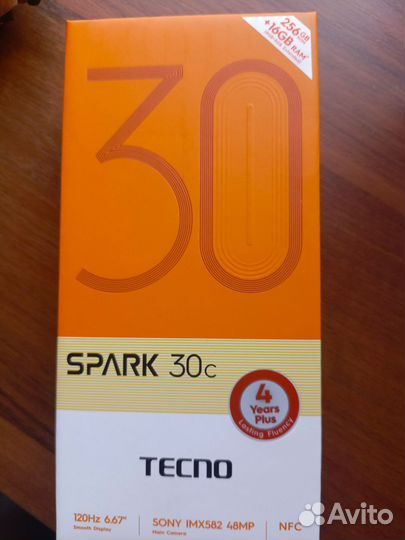 256GB
+16GB RAM*
30
SPARK 30c
4
Years
Plus
Lasting Fluency
TECNO
120Hz 6.67"
Smooth Display
SONY IMX582 48MP
Main Camera
NFC
Avito